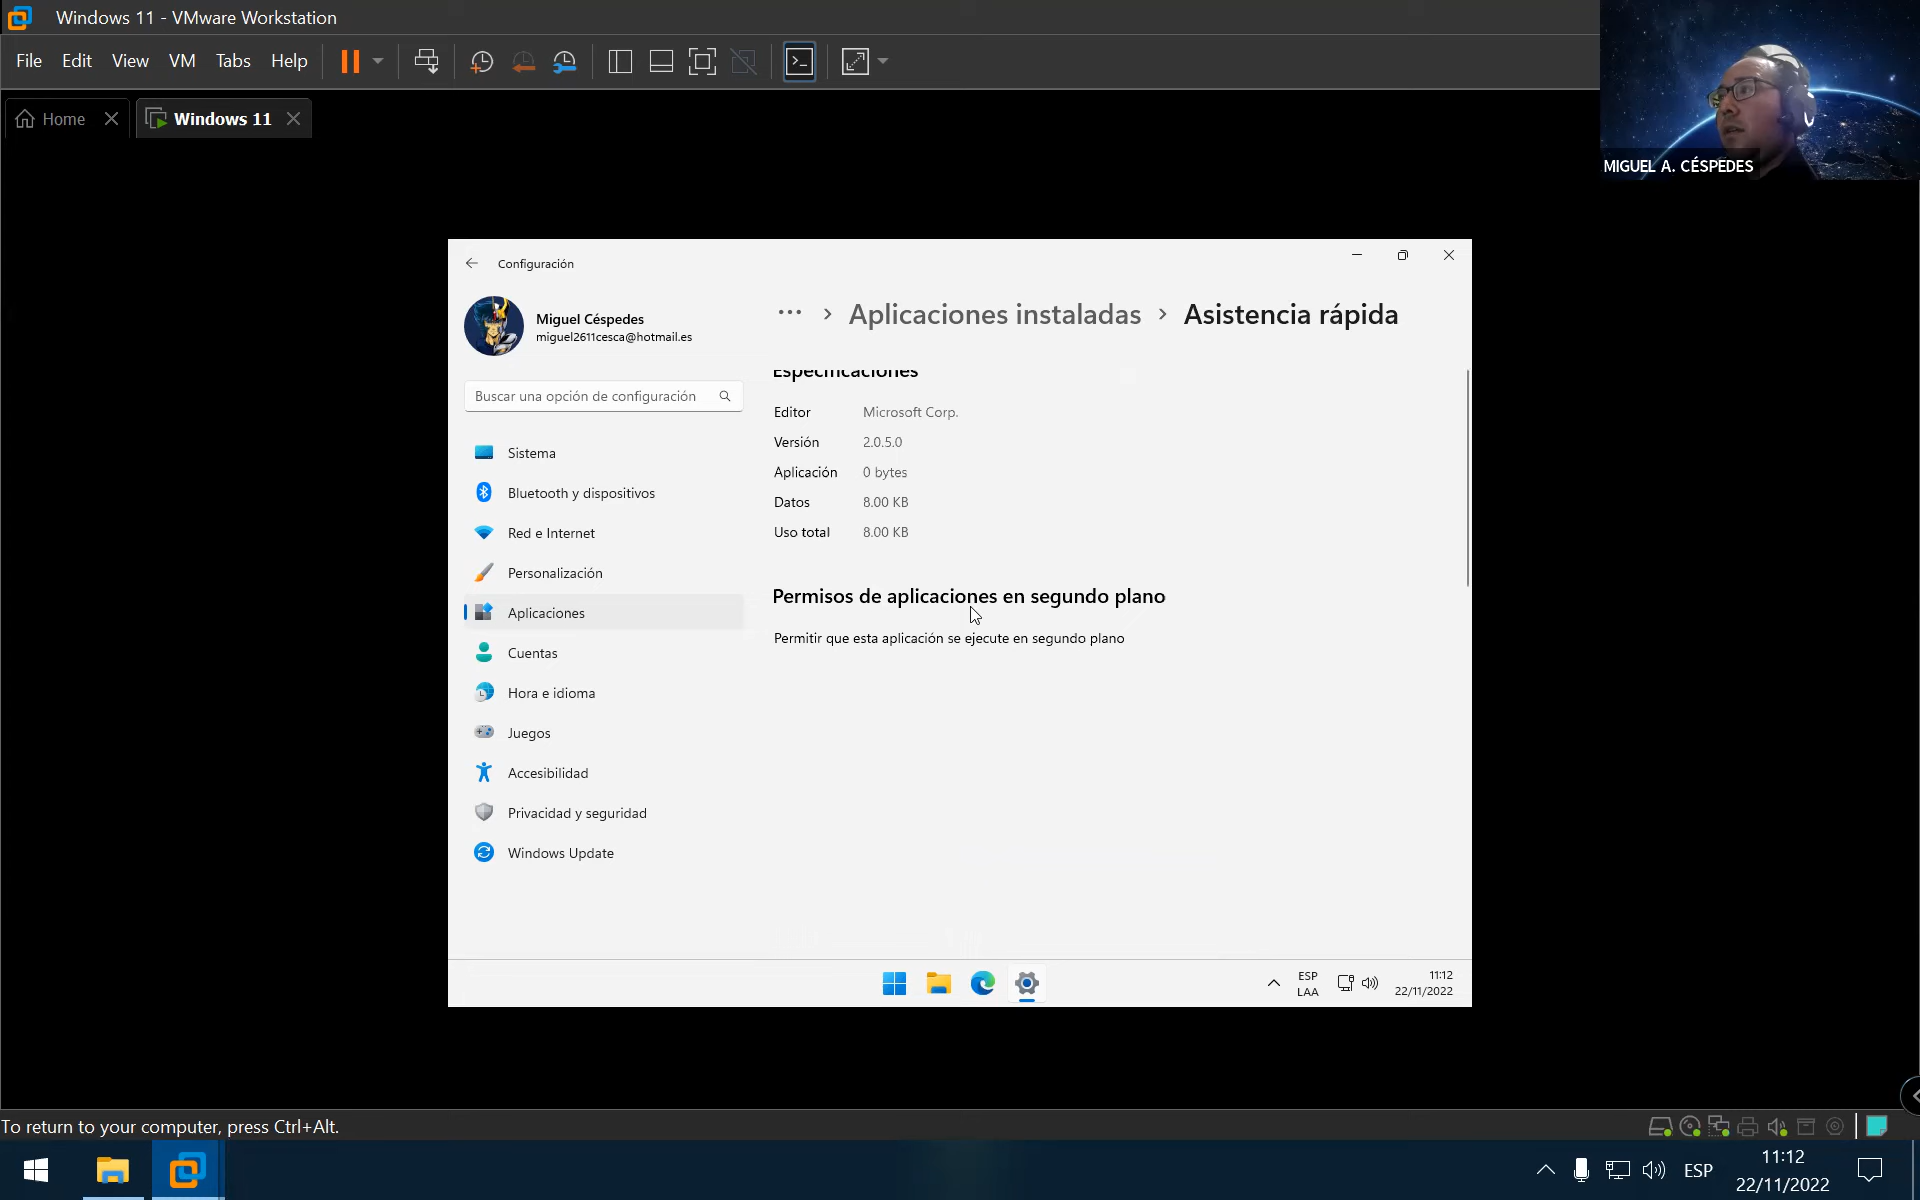 Windows 11 - VMware Workstation
File Edit View VM Tabs Help
Home
Windows 11
MIGUEL A. CÉSPEDES
Configuración
Miguel Céspedes
miguel2611cesca@hotmail.es
··· › Aplicaciones instaladas › Asistencia rápida
Buscar una opción de configuración
Sistema
Bluetooth y dispositivos
Red e Internet
Personalización
Aplicaciones
Cuentas
Hora e idioma
Juegos
Accesibilidad
Privacidad y seguridad
Windows Update
Especificaciones
Editor Microsoft Corp.
Versión 2.0.5.0
Aplicación 0 bytes
Datos 8.00 KB
Uso total 8.00 KB
Permisos de aplicaciones en segundo plano
Permitir que esta aplicación se ejecute en segundo plano
ESP
LAA
11:12
22/11/2022
To return to your computer, press Ctrl+Alt.
ESP
11:12
22/11/2022